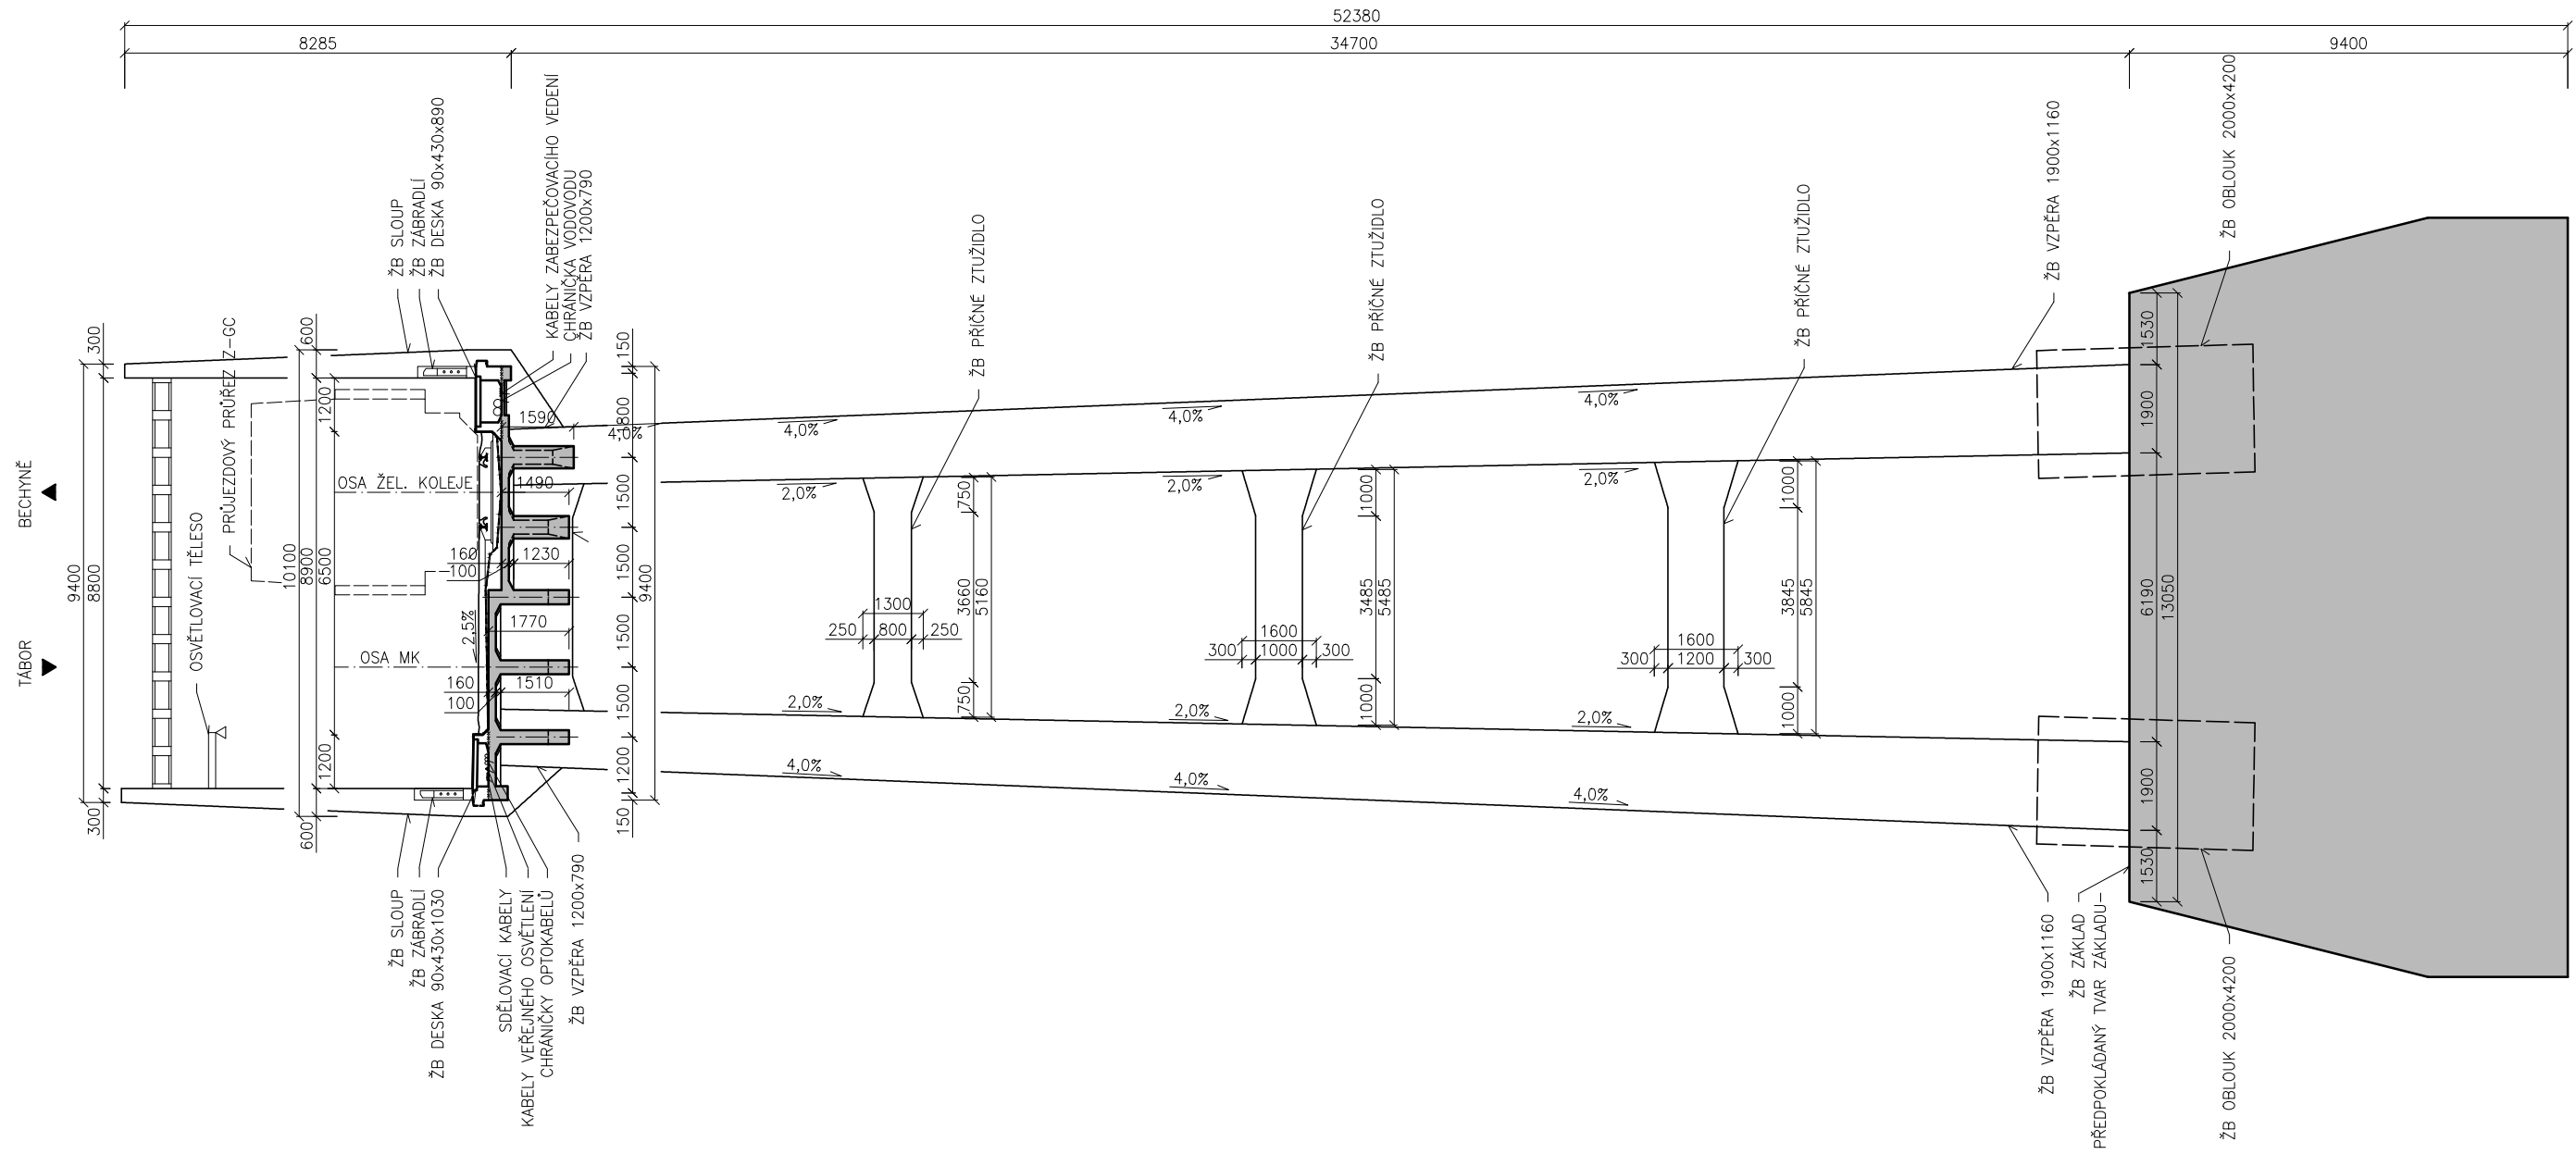 52380
8285
34700
9400
ŽB SLOUP
ŽB ZÁBRADLÍ
ŽB DESKA 90x430x890
KABELY ZABEZPEČOVACÍHO VEDENÍ
CHRÁNIČKA VODOVODU
ŽB VZPĚRA 1200x790
ŽB PŘÍČNÉ ZTUŽIDLO
ŽB PŘÍČNÉ ZTUŽIDLO
ŽB PŘÍČNÉ ZTUŽIDLO
ŽB VZPĚRA 1900x1160
ŽB OBLOUK 2000x4200
BECHYNĚ
TÁBOR
OSVĚTLOVACÍ TĚLESO
PRŮJEZDOVÝ PRŮŘEZ Z-GC
OSA ŽEL. KOLEJE
OSA MK
300
9400
8800
300
600
10100
8900
6500
1200
1200
600
2,5%
1590
1490
160
1230
100
1770
160
1510
100
150
1800
1500
1500
1500
1500
1200
150
9400
4,0%
4,0%
4,0%
4,0%
2,0%
2,0%
2,0%
2,0%
2,0%
2,0%
4,0%
4,0%
4,0%
750
3660
5160
750
1300
250
800
250
1000
3485
5485
1000
1600
300
1000
300
1000
3845
5845
1000
1600
300
1200
300
1530
1900
6190
13050
1900
1530
ŽB SLOUP
ŽB ZÁBRADLÍ
ŽB DESKA 90x430x1030
SDĚLOVACÍ KABELY
KABELY VEŘEJNÉHO OSVĚTLENÍ
CHRÁNIČKY OPTOKABELŮ
ŽB VZPĚRA 1200x790
ŽB VZPĚRA 1900x1160
ŽB ZÁKLAD
PŘEDPOKLÁDANÝ TVAR ZÁKLADU-
ŽB OBLOUK 2000x4200